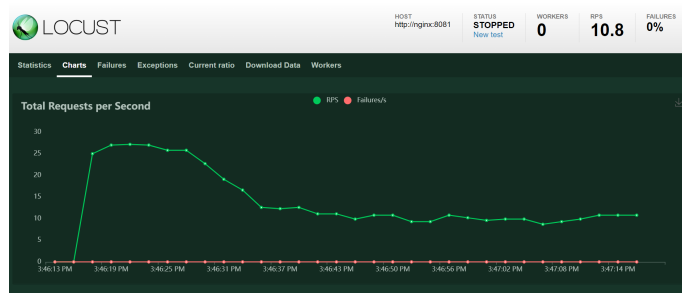 LOCUST
HOST
http://nginx:8081
STATUS
STOPPED
New test
WORKERS
0
RPS
10.8
FAILURES
0%
Statistics Charts Failures Exceptions Current ratio Download Data Workers
Total Requests per Second
RPS Failures/s
30
25
20
15
10
5
0
3:46:13 PM 3:46:19 PM 3:46:25 PM 3:46:31 PM 3:46:37 PM 3:46:43 PM 3:46:50 PM 3:46:56 PM 3:47:02 PM 3:47:08 PM 3:47:14 PM